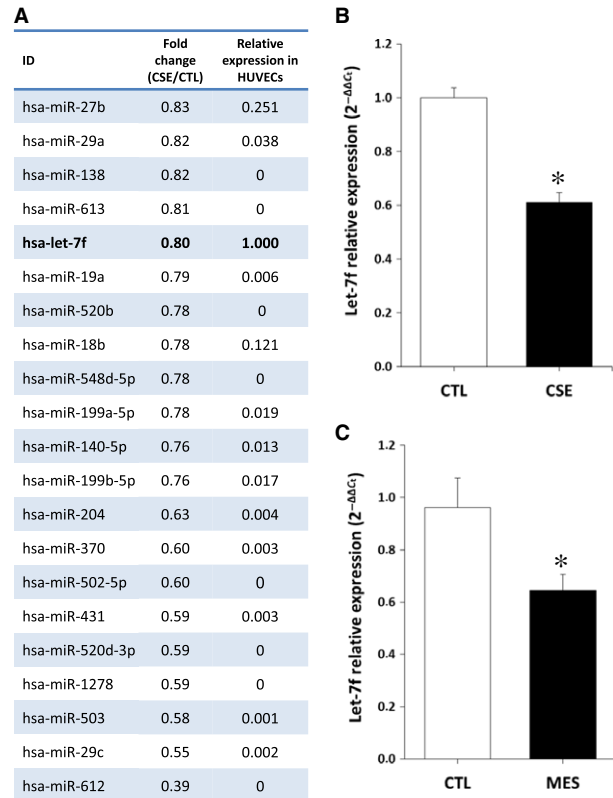 A
ID Fold change (CSE/CTL) Relative expression in HUVECs
hsa-miR-27b 0.83 0.251
hsa-miR-29a 0.82 0.038
hsa-miR-138 0.82 0
hsa-miR-613 0.81 0
hsa-let-7f 0.80 1.000
hsa-miR-19a 0.79 0.006
hsa-miR-520b 0.78 0
hsa-miR-18b 0.78 0.121
hsa-miR-548d-5p 0.78 0
hsa-miR-199a-5p 0.78 0.019
hsa-miR-140-5p 0.76 0.013
hsa-miR-199b-5p 0.76 0.017
hsa-miR-204 0.63 0.004
hsa-miR-370 0.60 0.003
hsa-miR-502-5p 0.60 0
hsa-miR-431 0.59 0.003
hsa-miR-520d-3p 0.59 0
hsa-miR-1278 0.59 0
hsa-miR-503 0.58 0.001
hsa-miR-29c 0.55 0.002
hsa-miR-612 0.39 0
B
Let-7f relative expression (2⁻ΔΔCt)
1.2
1.0
0.8
0.6
0.4
0.2
0.0
*
CTL CSE
C
Let-7f relative expression (2⁻ΔΔCt)
1.2
1.0
0.8
0.6
0.4
0.2
0.0
*
CTL MES